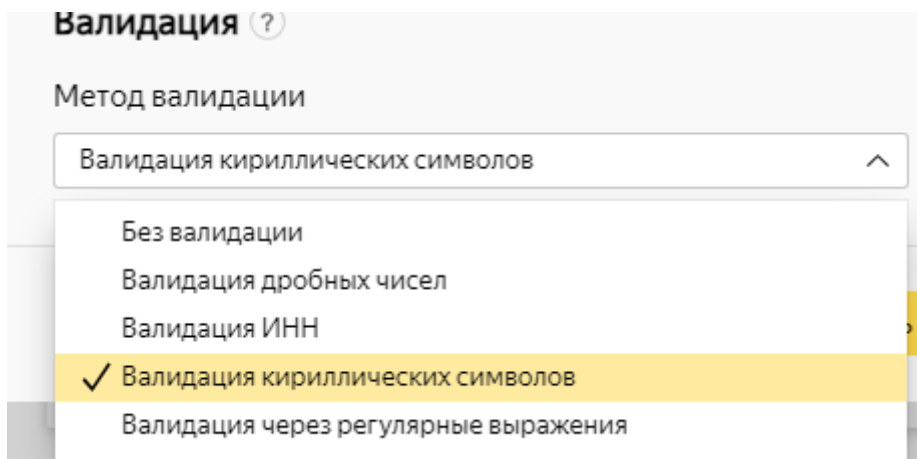 Валидация ?
Метод валидации
Валидация кириллических символов
Без валидации
Валидация дробных чисел
Валидация ИНН
Валидация кириллических символов
Валидация через регулярные выражения